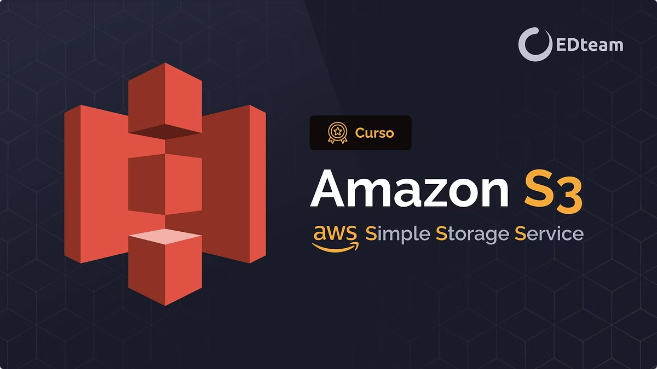 EDteam
Curso
Amazon S3
aws Simple Storage Service